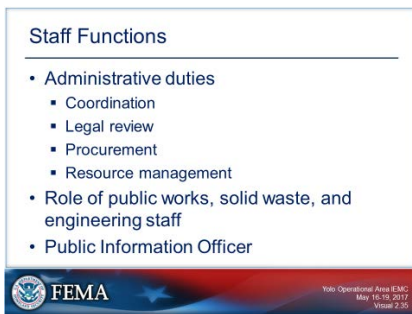 Staff Functions
• Administrative duties
▪ Coordination
▪ Legal review
▪ Procurement
▪ Resource management
• Role of public works, solid waste, and
engineering staff
• Public Information Officer
FEMA
Yolo Operational Area IEMC
May 16-19, 2017
Visual 2.35